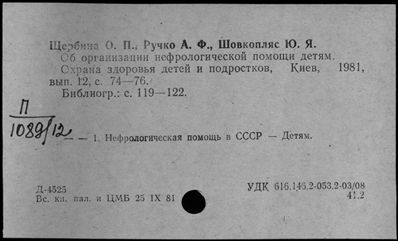 Щербина О. П., Ручко А. Ф., Шовкопляс Ю. Я.
Об организации нефрологической помощи детям.
Охрана здоровья детей и подростков, Киев, 1981,
вып. 12, с. 74—76.
Библиогр.: с. 119—122.
П
1089/12
— — 1. Нефрологическая помощь в СССР — Детям.
Д-4525
Вс. кн. пал. и ЦМБ 25 IX 81
УДК 616.146.2-053.2-03/08
41.2